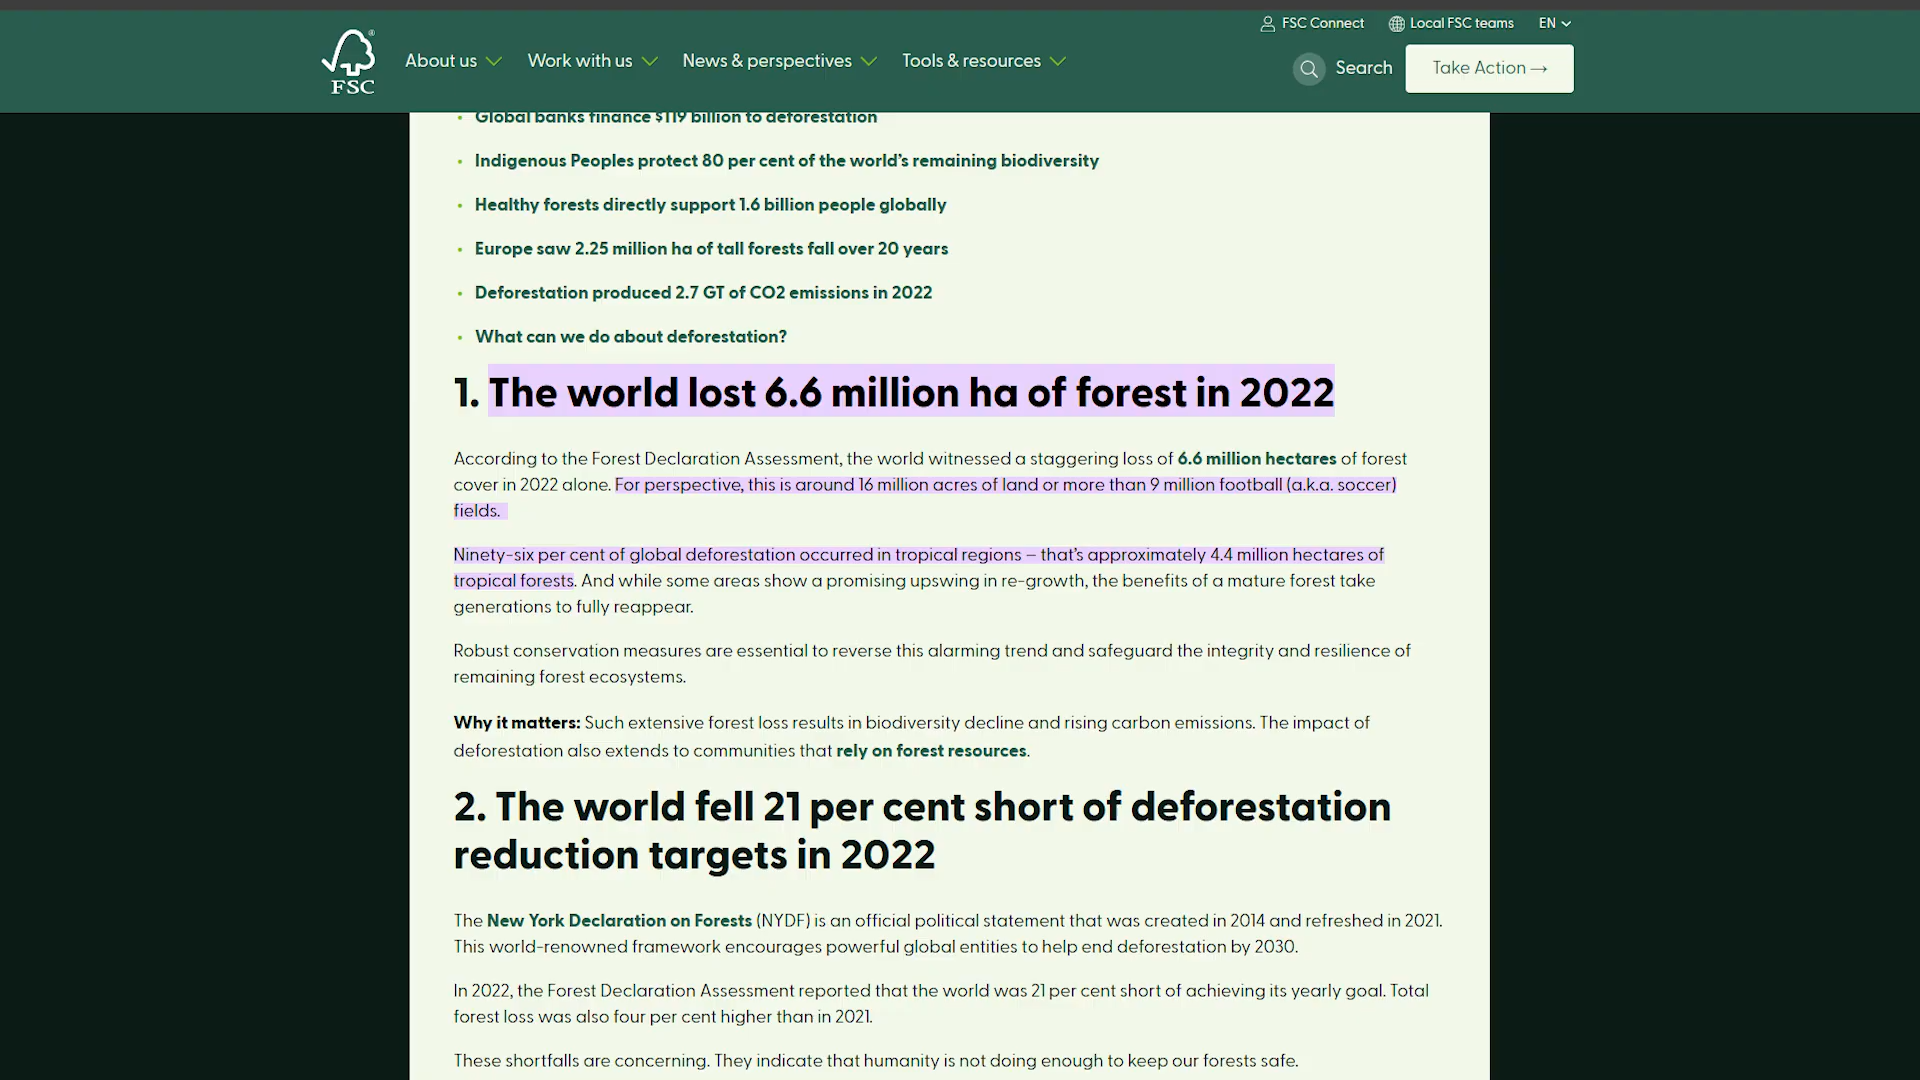 FSC Connect
Local FSC teams
EN
FSC
About us
Work with us
News & perspectives
Tools & resources
Search
Take Action →
Global banks finance $119 billion to deforestation
Indigenous Peoples protect 80 per cent of the world's remaining biodiversity
Healthy forests directly support 1.6 billion people globally
Europe saw 2.25 million ha of tall forests fall over 20 years
Deforestation produced 2.7 GT of CO2 emissions in 2022
What can we do about deforestation?
1. The world lost 6.6 million ha of forest in 2022
According to the Forest Declaration Assessment, the world witnessed a staggering loss of 6.6 million hectares of forest
cover in 2022 alone. For perspective, this is around 16 million acres of land or more than 9 million football (a.k.a. soccer)
fields.
Ninety-six per cent of global deforestation occurred in tropical regions – that's approximately 4.4 million hectares of
tropical forests. And while some areas show a promising upswing in re-growth, the benefits of a mature forest take
generations to fully reappear.
Robust conservation measures are essential to reverse this alarming trend and safeguard the integrity and resilience of
remaining forest ecosystems.
Why it matters: Such extensive forest loss results in biodiversity decline and rising carbon emissions. The impact of
deforestation also extends to communities that rely on forest resources.
2. The world fell 21 per cent short of deforestation
reduction targets in 2022
The New York Declaration on Forests (NYDF) is an official political statement that was created in 2014 and refreshed in 2021.
This world-renowned framework encourages powerful global entities to help end deforestation by 2030.
In 2022, the Forest Declaration Assessment reported that the world was 21 per cent short of achieving its yearly goal. Total
forest loss was also four per cent higher than in 2021.
These shortfalls are concerning. They indicate that humanity is not doing enough to keep our forests safe.